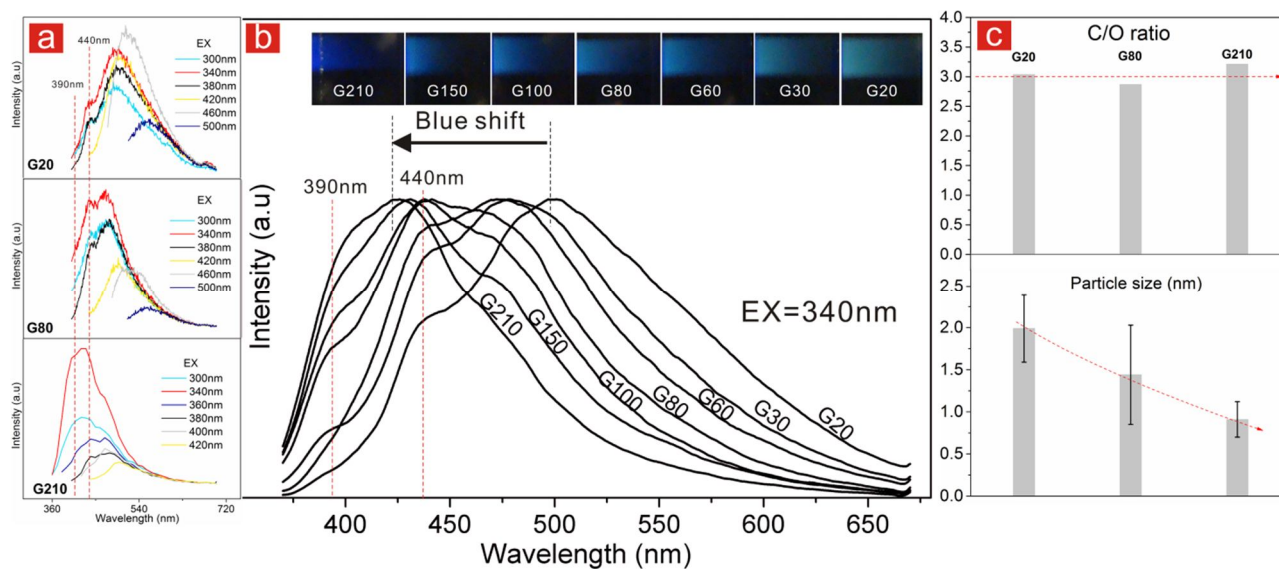 a
440nm
390nm
EX
300nm
340nm
380nm
420nm
460nm
500nm
Intensity (a.u)
G20
EX
300nm
340nm
380nm
420nm
460nm
500nm
Intensity (a.u)
G80
EX
300nm
340nm
360nm
380nm
400nm
420nm
Intensity (a.u)
G210
360 540 720
Wavelength (nm)
b
G210 G150 G100 G80 G60 G30 G20
Blue shift
390nm
440nm
EX=340nm
G210
G150
G100
G80
G60
G30
G20
Intensity (a.u)
400 450 500 550 600 650
Wavelength (nm)
c
C/O ratio
G20 G80 G210
4.0
3.5
3.0
2.5
2.0
1.5
1.0
0.5
0.0
Particle size (nm)
2.5
2.0
1.5
1.0
0.5
0.0